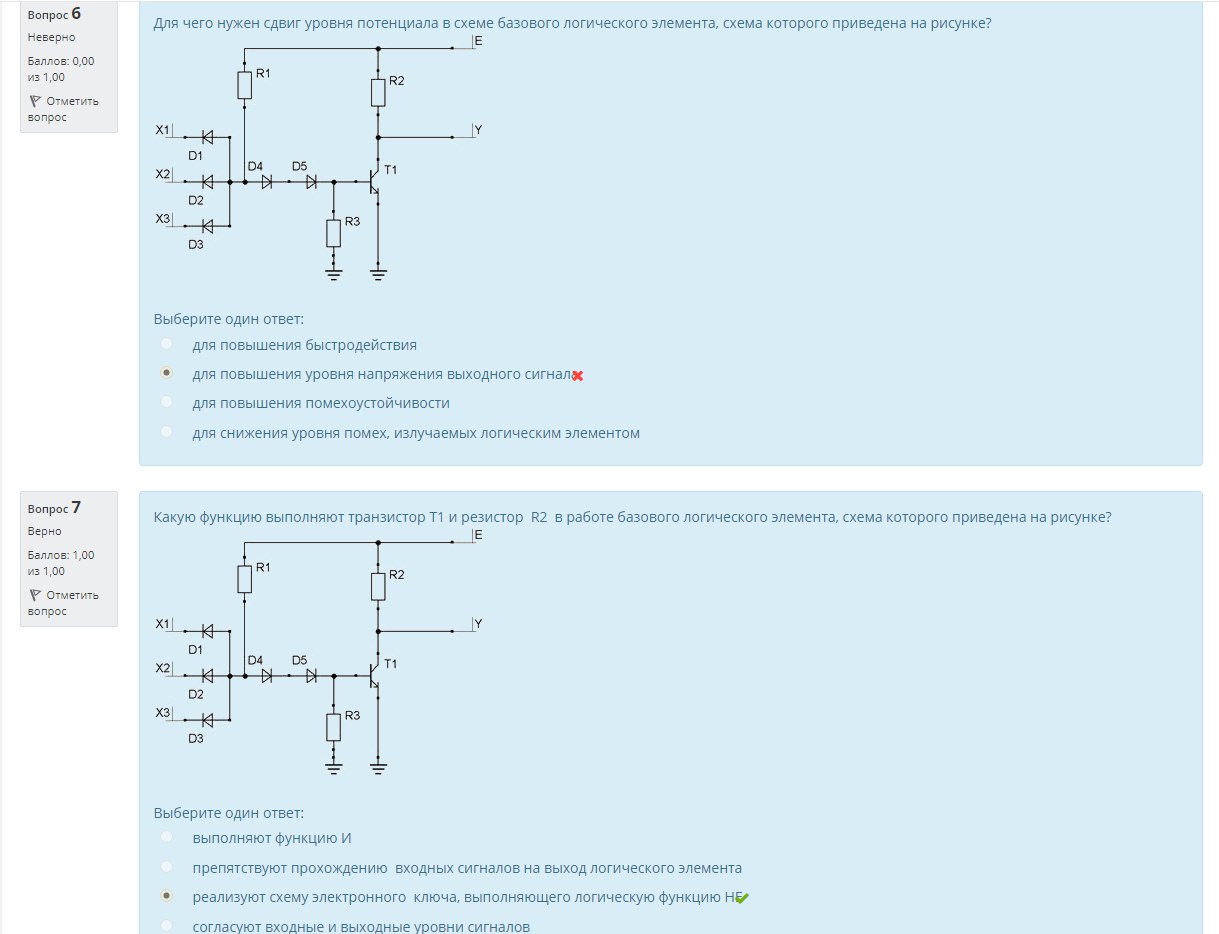 Вопрос 6
Неверно
Баллов: 0,00
из 1,00
Отметить
вопрос
Для чего нужен сдвиг уровня потенциала в схеме базового логического элемента, схема которого приведена на рисунке?
E
R1
R2
X1
Y
D1
D4
D5
T1
X2
D2
X3
R3
D3
Выберите один ответ:
для повышения быстродействия
для повышения уровня напряжения выходного сигнала
для повышения помехоустойчивости
для снижения уровня помех, излучаемых логическим элементом
Вопрос 7
Верно
Баллов: 1,00
из 1,00
Отметить
вопрос
Какую функцию выполняют транзистор Т1 и резистор R2 в работе базового логического элемента, схема которого приведена на рисунке?
E
R1
R2
X1
Y
D1
D4
D5
T1
X2
D2
X3
R3
D3
Выберите один ответ:
выполняют функцию И
препятствуют прохождению входных сигналов на выход логического элемента
реализуют схему электронного ключа, выполняющего логическую функцию НЕ
согласуют входные и выходные уровни сигналов